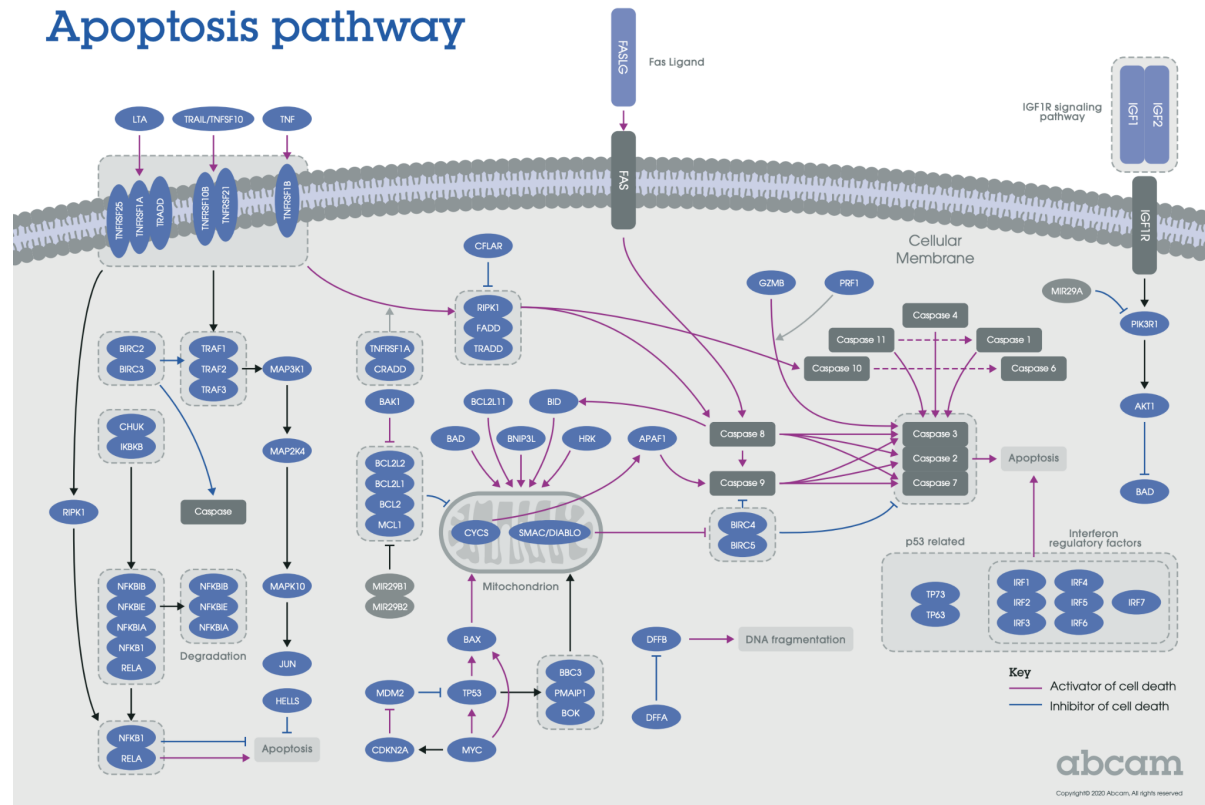 Apoptosis pathway
FASLG
Fas Ligand
IGF1R signaling
pathway
IGF1
IGF2
LTA
TRAIL/TNFSF10
TNF
TNFRSF25
TNFRSF1A
TRADD
TNFRSF10B
TNFRSF21
TNFRSF1B
FAS
IGF1R
Cellular
Membrane
CFLAR
RIPK1
FADD
TRADD
GZMB
PRF1
MIR29A
PIK3R1
AKT1
BAD
Caspase 4
Caspase 11
Caspase 1
Caspase 10
Caspase 6
BIRC2
BIRC3
TRAF1
TRAF2
TRAF3
MAP3K1
TNFRSF1A
CRADD
BAK1
CHUK
IKBKB
MAP2K4
BCL2L11
BID
BAD
BNIP3L
HRK
APAF1
Caspase 8
Caspase 9
Caspase 3
Caspase 2
Caspase 7
Apoptosis
BCL2L2
BCL2L1
BCL2
MCL1
RIPK1
Caspase
CYCS
SMAC/DIABLO
Mitochondrion
BIRC4
BIRC5
MIR29B1
MIR29B2
p53 related
Interferon
regulatory factors
TP73
TP63
IRF1
IRF2
IRF3
IRF4
IRF5
IRF6
IRF7
NFKBIB
NFKBIE
NFKBIA
NFKB1
RELA
NFKBIB
NFKBIE
NFKBIA
Degradation
MAPK10
JUN
HELLS
BAX
MDM2
TP53
CDKN2A
MYC
BBC3
PMAIP1
BOK
DFFB
DFFA
DNA fragmentation
NFKB1
RELA
Apoptosis
Key
Activator of cell death
Inhibitor of cell death
abcam
Copyright© 2020 Abcam, All rights reserved